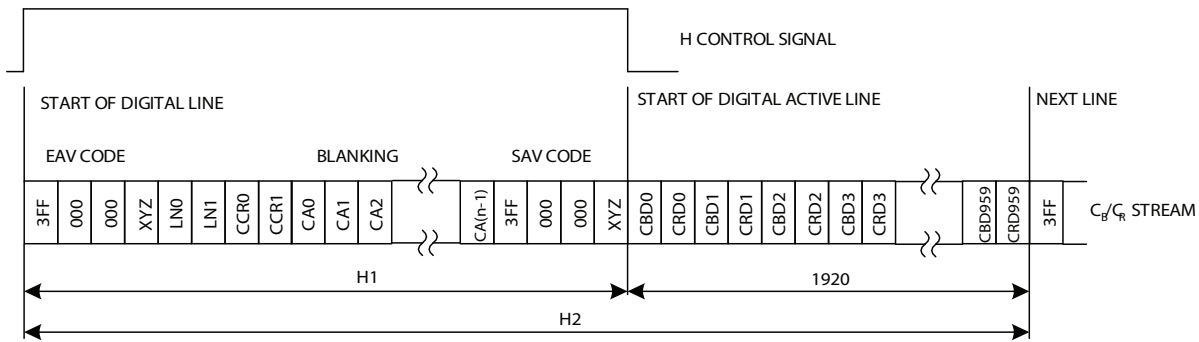 H CONTROL SIGNAL
START OF DIGITAL LINE
START OF DIGITAL ACTIVE LINE
NEXT LINE
EAV CODE
BLANKING
SAV CODE
3FF 000 000 XYZ LN0 LN1 CCR0 CCR1 CA0 CA1 CA2 CA(n-1) 3FF 000 000 XYZ CBD0 CRD0 CBD1 CRD1 CBD2 CRD2 CBD3 CRD3 CBD959 CRD959 3FF
CB/CR STREAM
H1
1920
H2